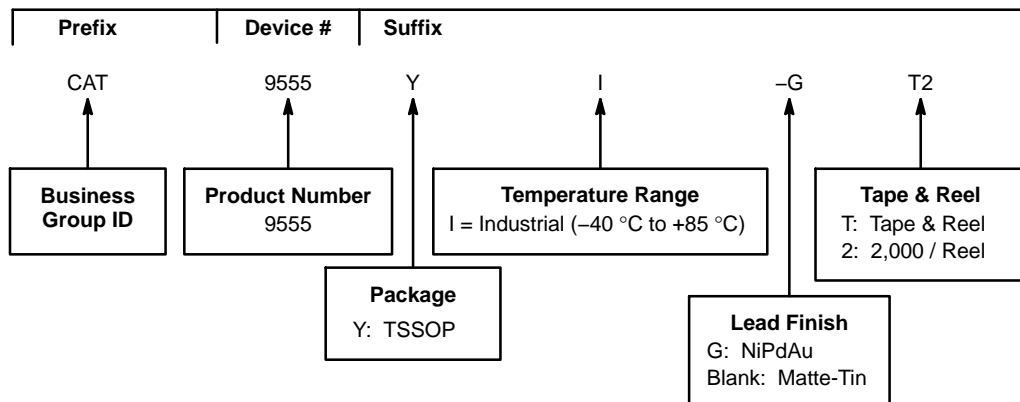 Prefix Device # Suffix
CAT 9555 Y I –G T2
Business
Group ID
Product Number
9555
Temperature Range
I = Industrial (–40 °C to +85 °C)
Tape & Reel
T: Tape & Reel
2: 2,000 / Reel
Package
Y: TSSOP
Lead Finish
G: NiPdAu
Blank: Matte-Tin